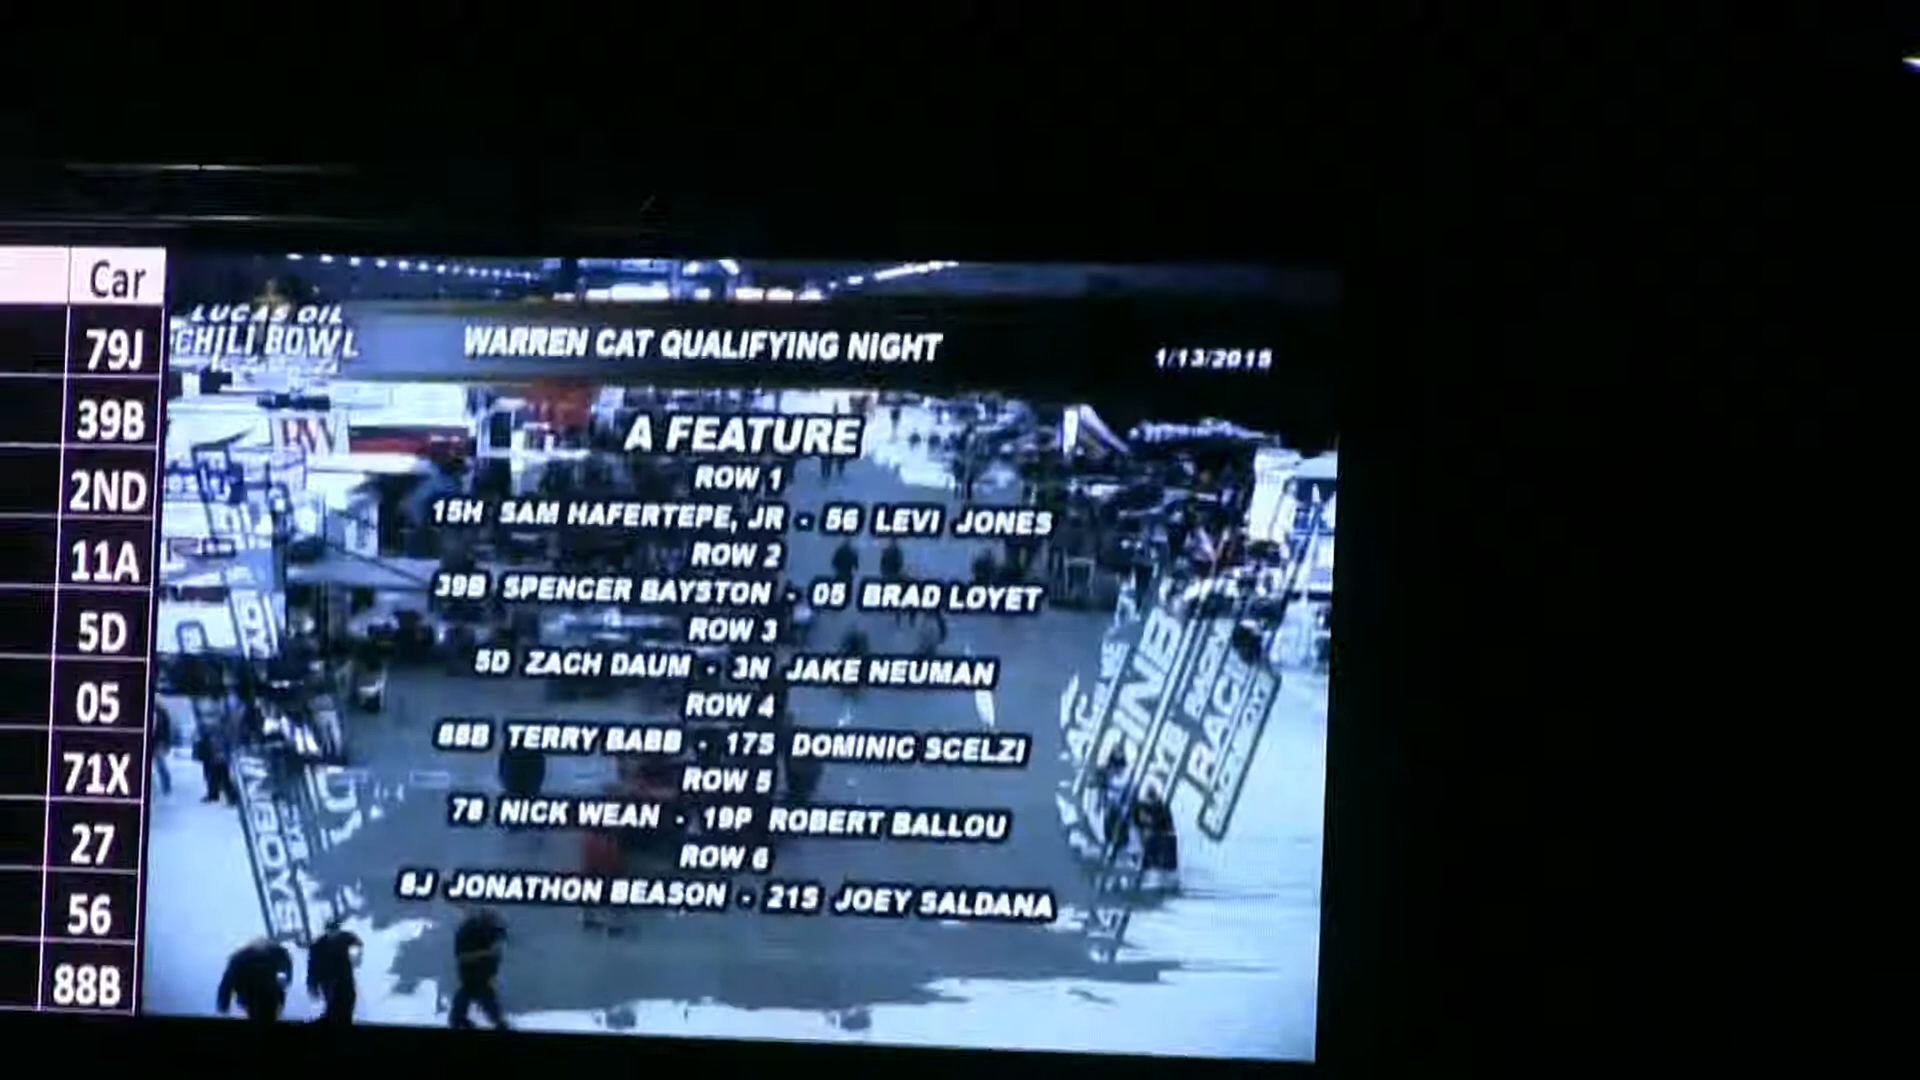 Car
79J
39B
2ND
11A
5D
05
71X
27
56
88B
LUCAS OIL
CHILI BOWL
WARREN CAT QUALIFYING NIGHT
1/13/2015
A FEATURE
ROW 1
15H SAM HAFERTEPE, JR - 56 LEVI JONES
ROW 2
39B SPENCER BAYSTON - 05 BRAD LOYET
ROW 3
5D ZACH DAUM - 3N JAKE NEUMAN
ROW 4
88B TERRY BABB - 17S DOMINIC SCELZI
ROW 5
7B NICK WEAN - 19P ROBERT BALLOU
ROW 6
8J JONATHON BEASON - 21S JOEY SALDANA
RW